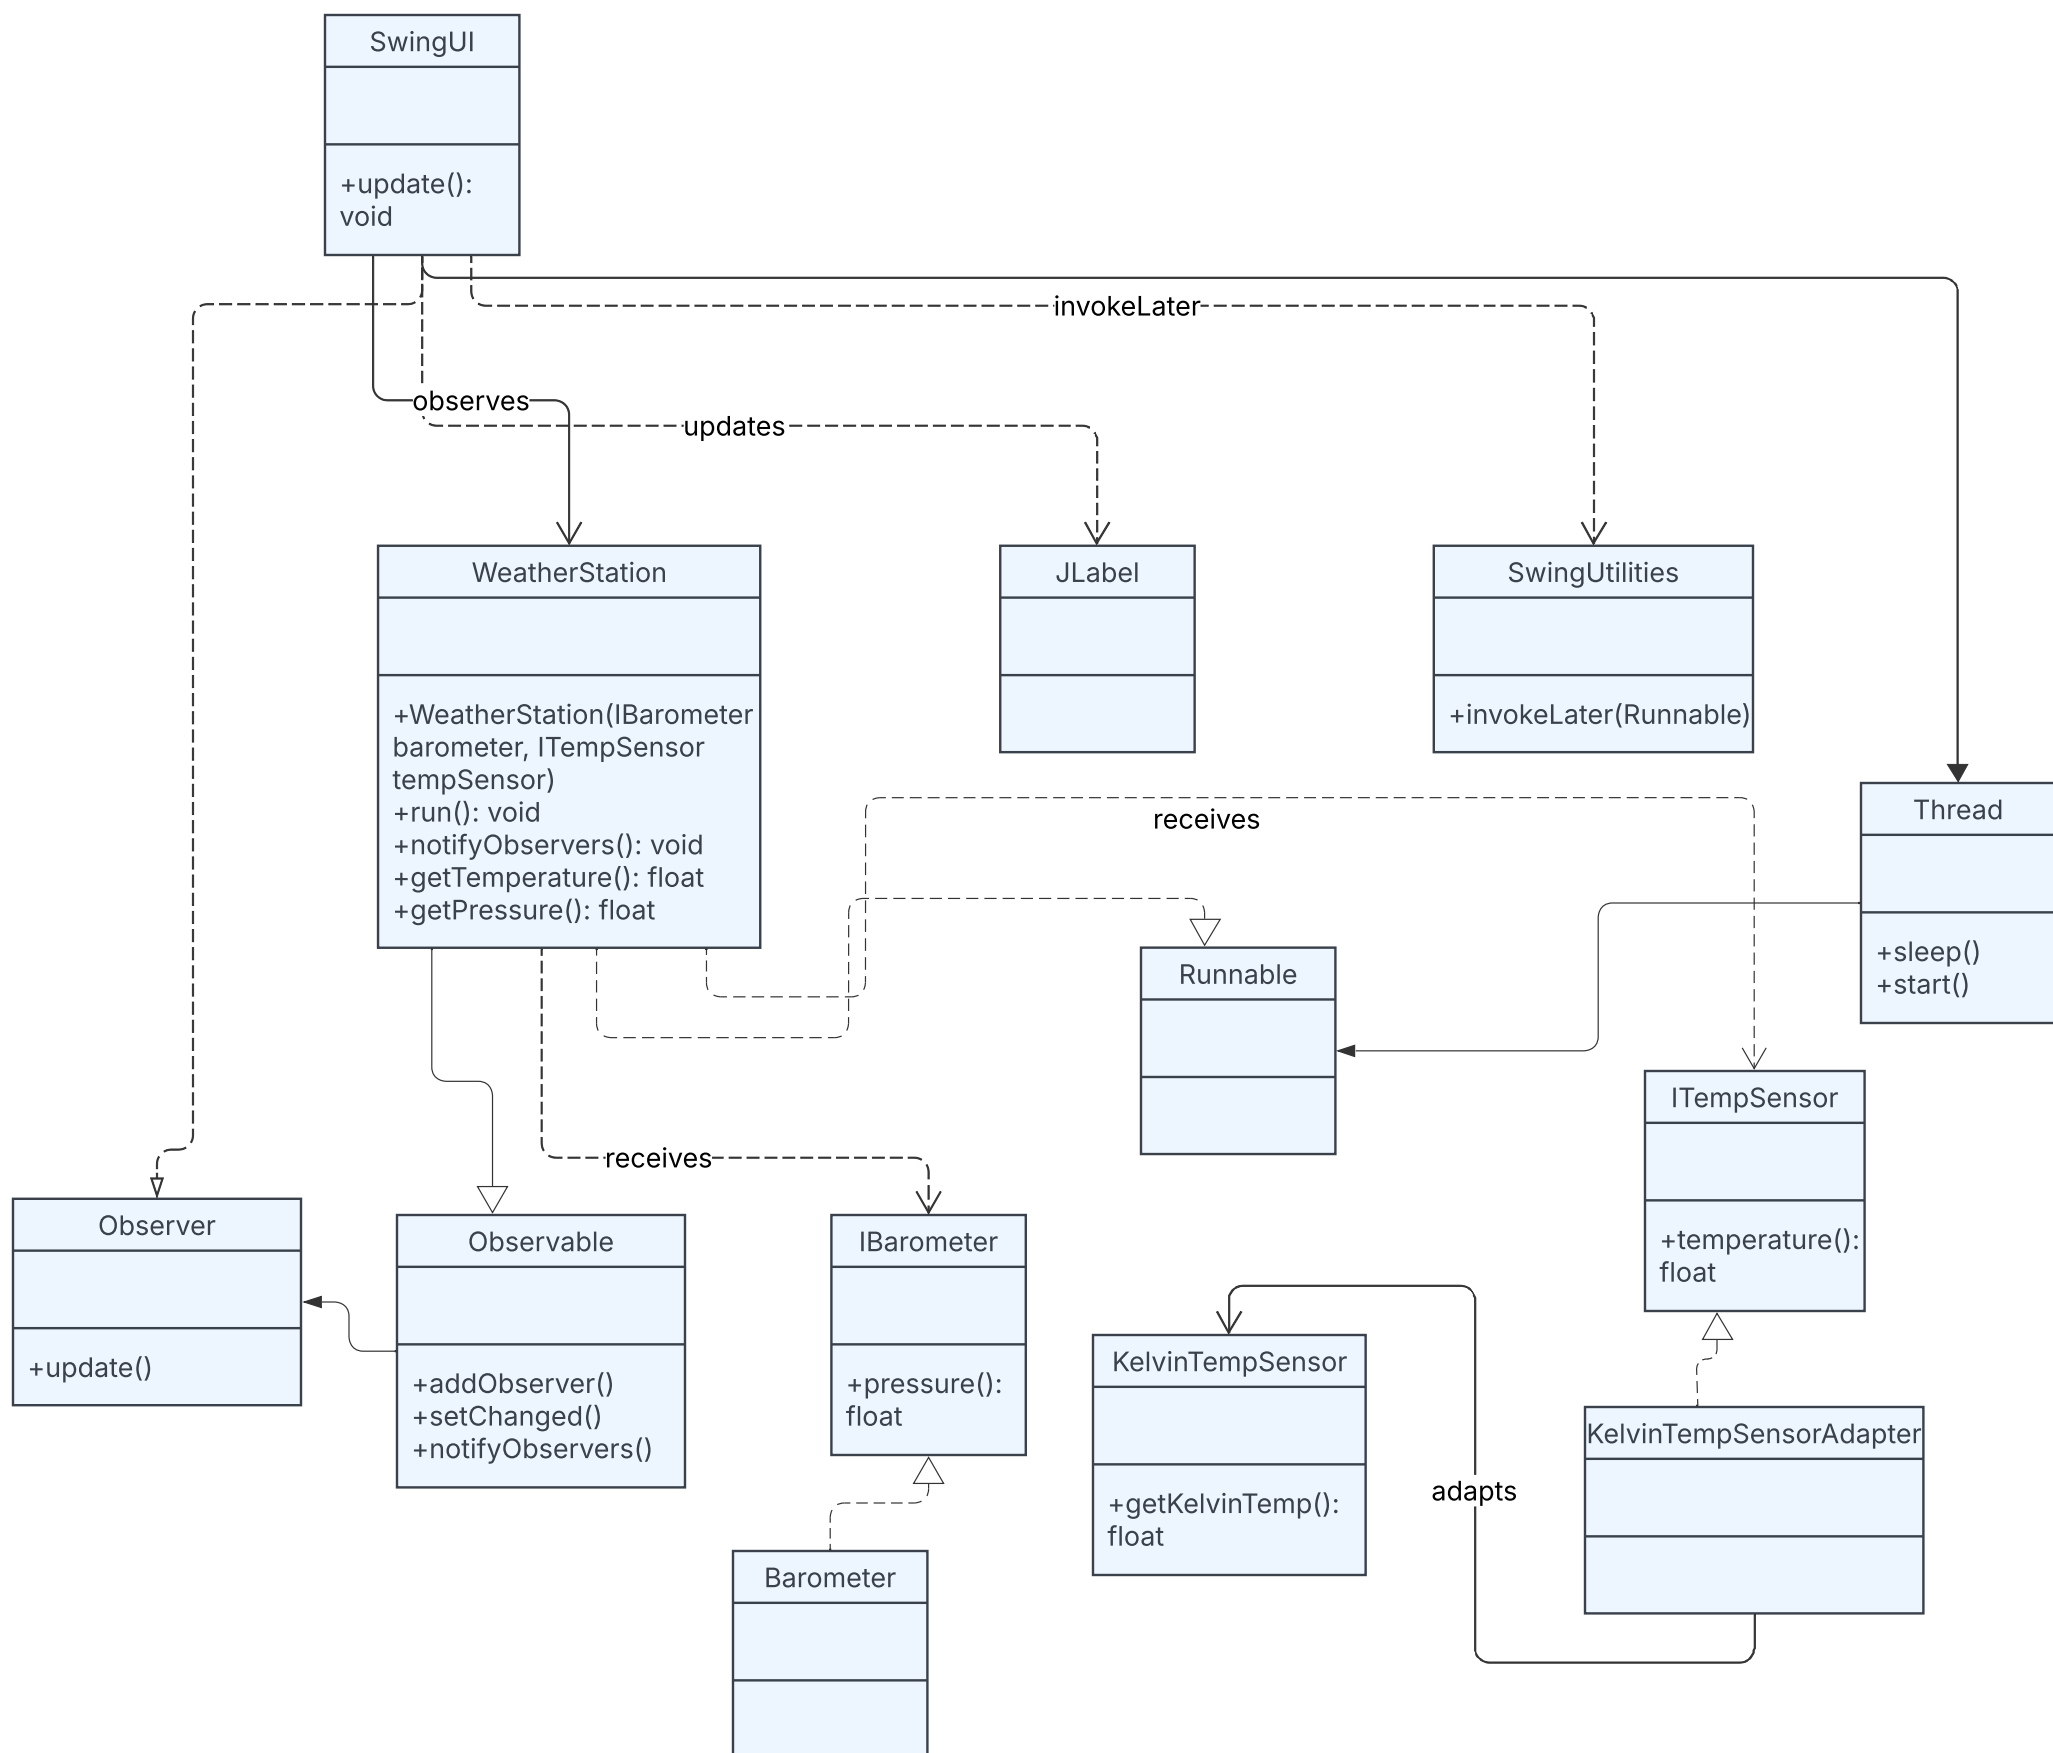 SwingUI
+update():
void
invokeLater
observes
updates
WeatherStation
+WeatherStation(IBarometer
barometer, ITempSensor
tempSensor)
+run(): void
+notifyObservers(): void
+getTemperature(): float
+getPressure(): float
JLabel
SwingUtilities
+invokeLater(Runnable)
Thread
+sleep()
+start()
receives
Runnable
ITempSensor
+temperature():
float
receives
Observer
+update()
Observable
+addObserver()
+setChanged()
+notifyObservers()
IBarometer
+pressure():
float
KelvinTempSensor
+getKelvinTemp():
float
adapts
KelvinTempSensorAdapter
Barometer